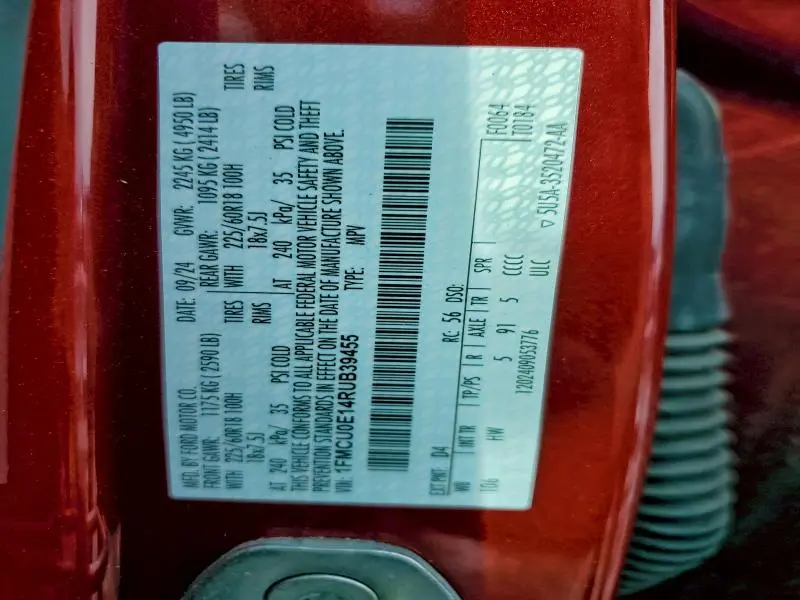 MFD. BY FORD MOTOR CO.
DATE: 09/24 GVWR: 2245 KG ( 4950 LB)
FRONT GAWR: 1175 KG ( 2590 LB) REAR GAWR: 1095 KG ( 2414 LB)
WITH 225/60R18 100H TIRES WITH 225/60R18 100H TIRES
18x7.5J RIMS 18x7.5J RIMS
AT 240 kPa/ 35 PSI COLD AT 240 kPa/ 35 PSI COLD
THIS VEHICLE CONFORMS TO ALL APPLICABLE FEDERAL MOTOR VEHICLE SAFETY AND THEFT
PREVENTION STANDARDS IN EFFECT ON THE DATE OF MANUFACTURE SHOWN ABOVE.
VIN: 1FMCU0E14RUB39455 TYPE: MPV
EXT PNT: D4 RC: 56 DSO: F0064
WB INT TR TP/PS R AXLE TR SPR T0184
106 HW 5 91 5 CCCC
1202409053776 ULC
▽ 5U5A-3520472-AA